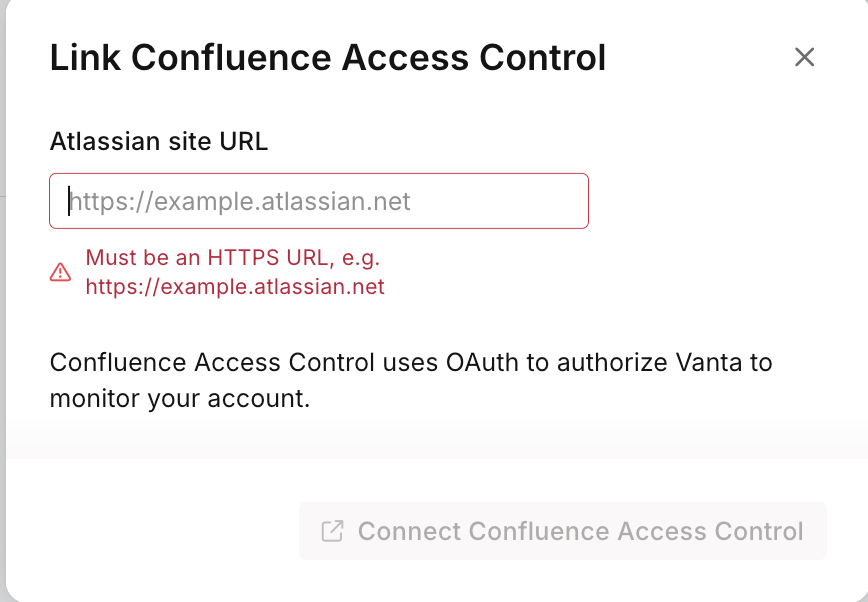 Link Confluence Access Control
Atlassian site URL
https://example.atlassian.net
Must be an HTTPS URL, e.g.
https://example.atlassian.net
Confluence Access Control uses OAuth to authorize Vanta to
monitor your account.
Connect Confluence Access Control